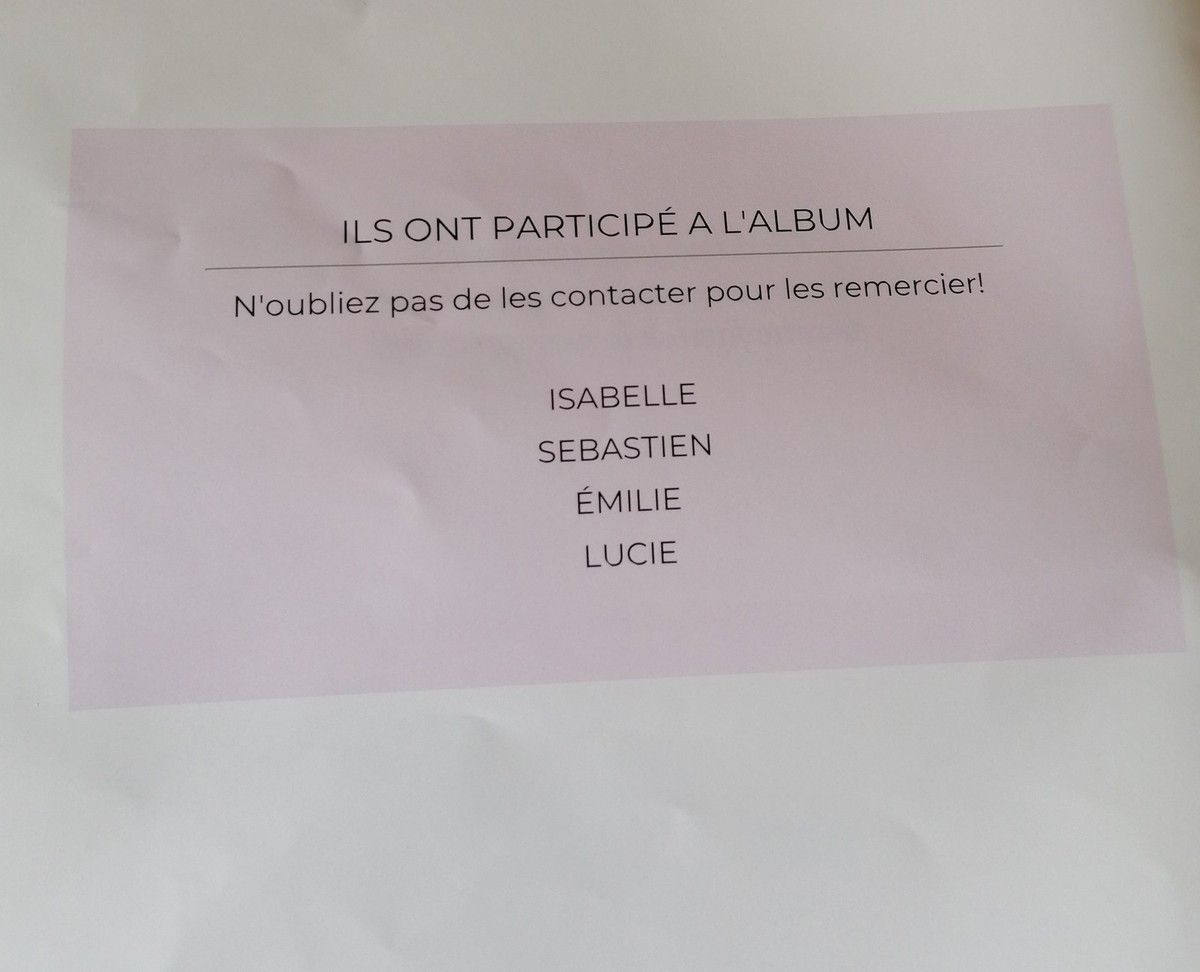 ILS ONT PARTICIPÉ A L'ALBUM
N'oubliez pas de les contacter pour les remercier!
ISABELLE
SEBASTIEN
ÉMILIE
LUCIE